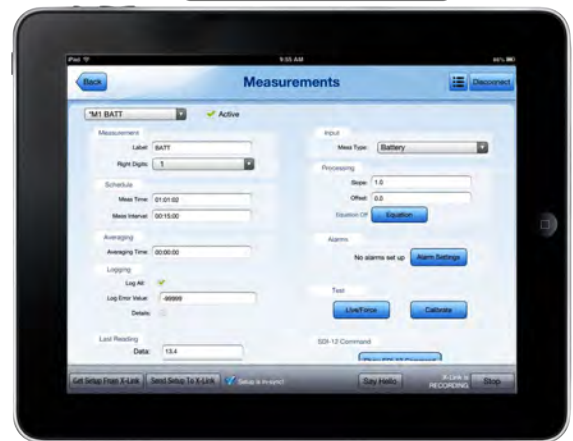 iPad
9:55 AM
Back
Measurements
Disconnect
*M1 BATT
Active
Measurement
Label: BATT
Right Digits: 1
Schedule
Meas Time: 01:01:02
Meas Interval: 00:15:00
Averaging
Averaging Time: 00:00:00
Logging
Log All:
Log Error Value: -99999
Details:
Last Reading
Data: 13.4
Input
Meas Type: Battery
Processing
Slope: 1.0
Offset: 0.0
Equation Off
Equation
Alarms
No alarms set up
Alarm Settings
Test
Live/Force
Calibrate
SDI-12 Command
Get Setup From X-Link
Send Setup To X-Link
Setup is in sync!
Say Hello
X-Link is
RECORDING
Stop